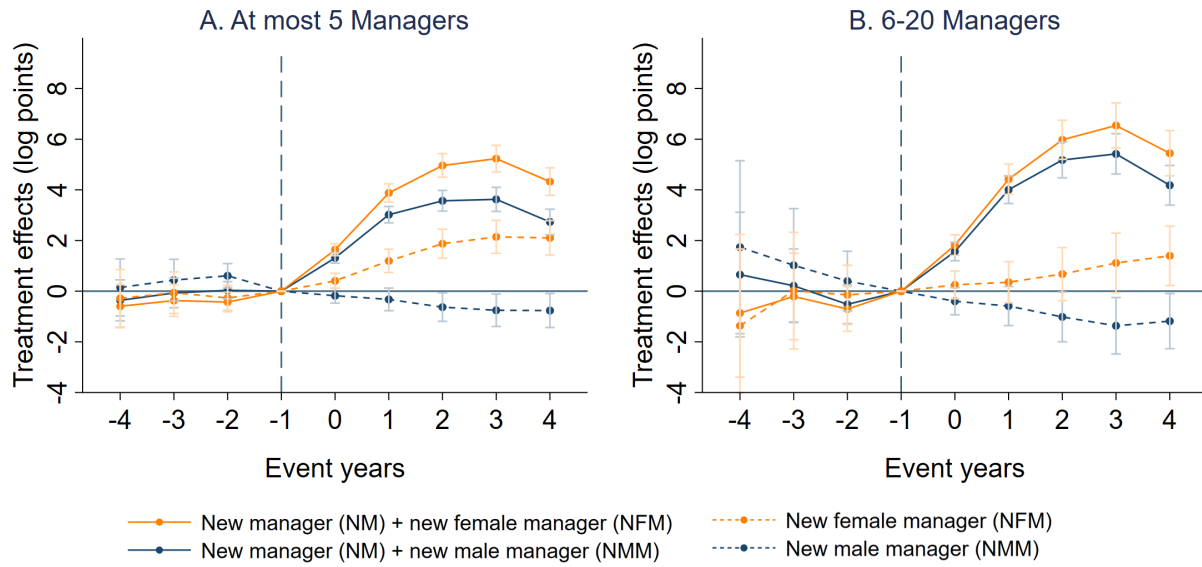 A. At most 5 Managers
Treatment effects (log points)
8
6
4
2
0
-2
-4
-4 -3 -2 -1 0 1 2 3 4
Event years
B. 6-20 Managers
Treatment effects (log points)
8
6
4
2
0
-2
-4
-4 -3 -2 -1 0 1 2 3 4
Event years
New manager (NM) + new female manager (NFM)
New manager (NM) + new male manager (NMM)
New female manager (NFM)
New male manager (NMM)